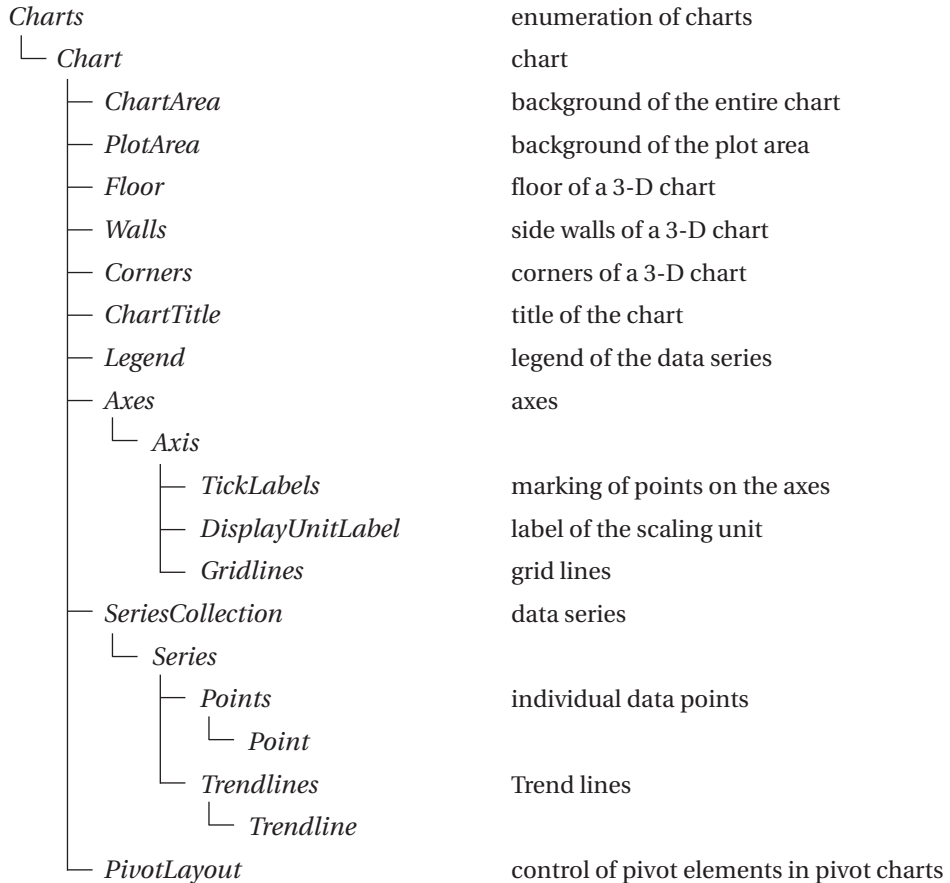 Charts enumeration of charts
Chart chart
ChartArea background of the entire chart
PlotArea background of the plot area
Floor floor of a 3-D chart
Walls side walls of a 3-D chart
Corners corners of a 3-D chart
ChartTitle title of the chart
Legend legend of the data series
Axes axes
Axis
TickLabels marking of points on the axes
DisplayUnitLabel label of the scaling unit
Gridlines grid lines
SeriesCollection data series
Series
Points individual data points
Point
Trendlines Trend lines
Trendline
PivotLayout control of pivot elements in pivot charts